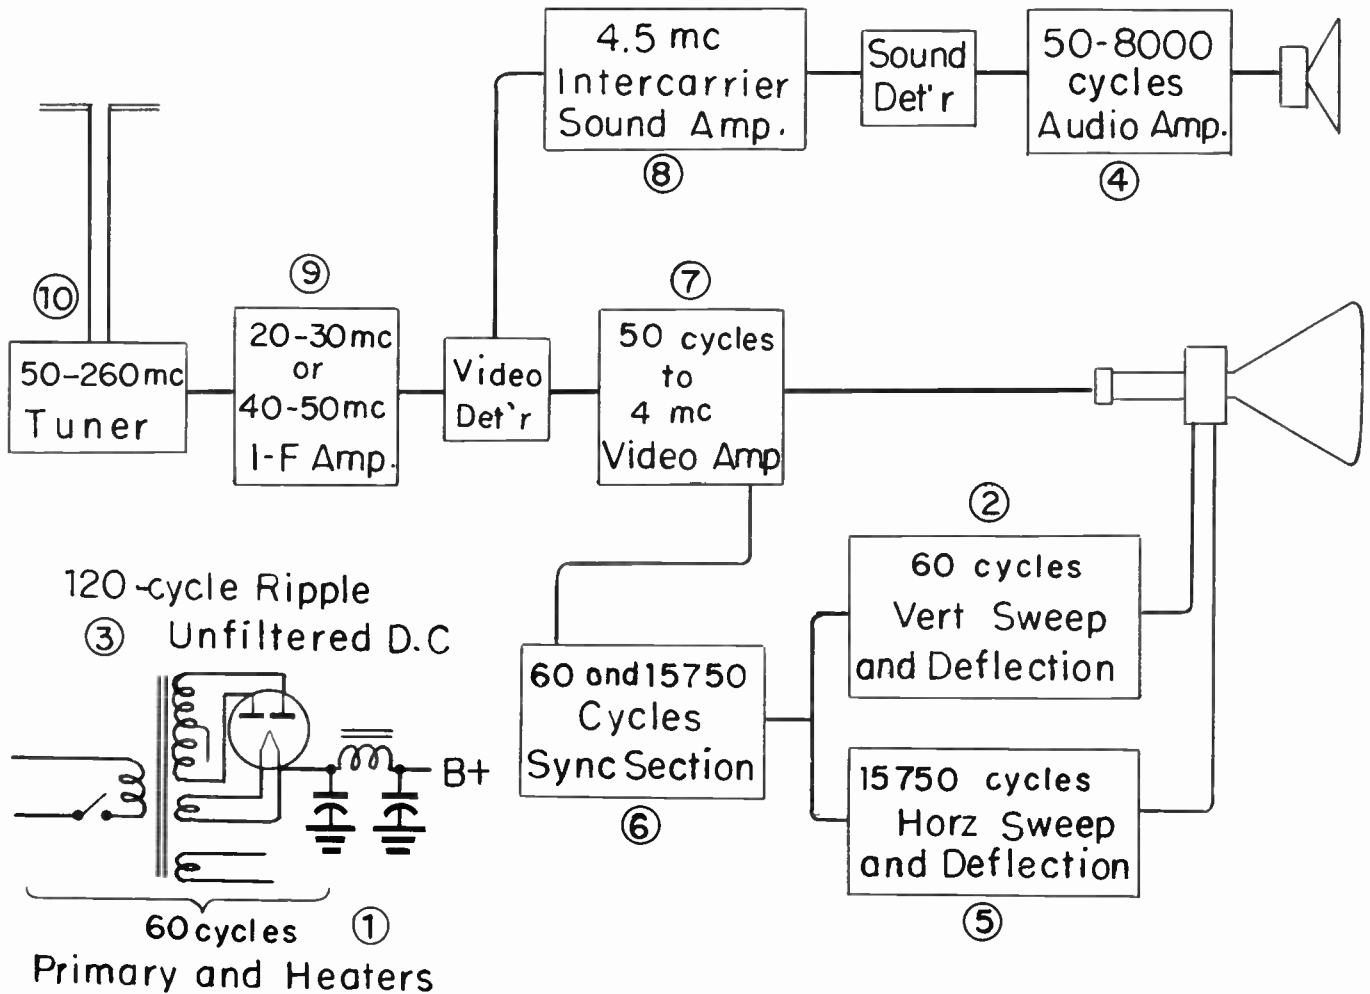 4.5 mc
Intercarrier
Sound Amp.
⑧
Sound
Det'r
50-8000
cycles
Audio Amp.
④
⑩
50-260mc
Tuner
⑨
20-30mc
or
40-50mc
I-F Amp.
Video
Det'r
⑦
50 cycles
to
4 mc
Video Amp
②
60 cycles
Vert Sweep
and Deflection
120-cycle Ripple
③ Unfiltered D.C
B+
60 and 15750
Cycles
Sync Section
⑥
15750 cycles
Horz Sweep
and Deflection
⑤
60 cycles ①
Primary and Heaters